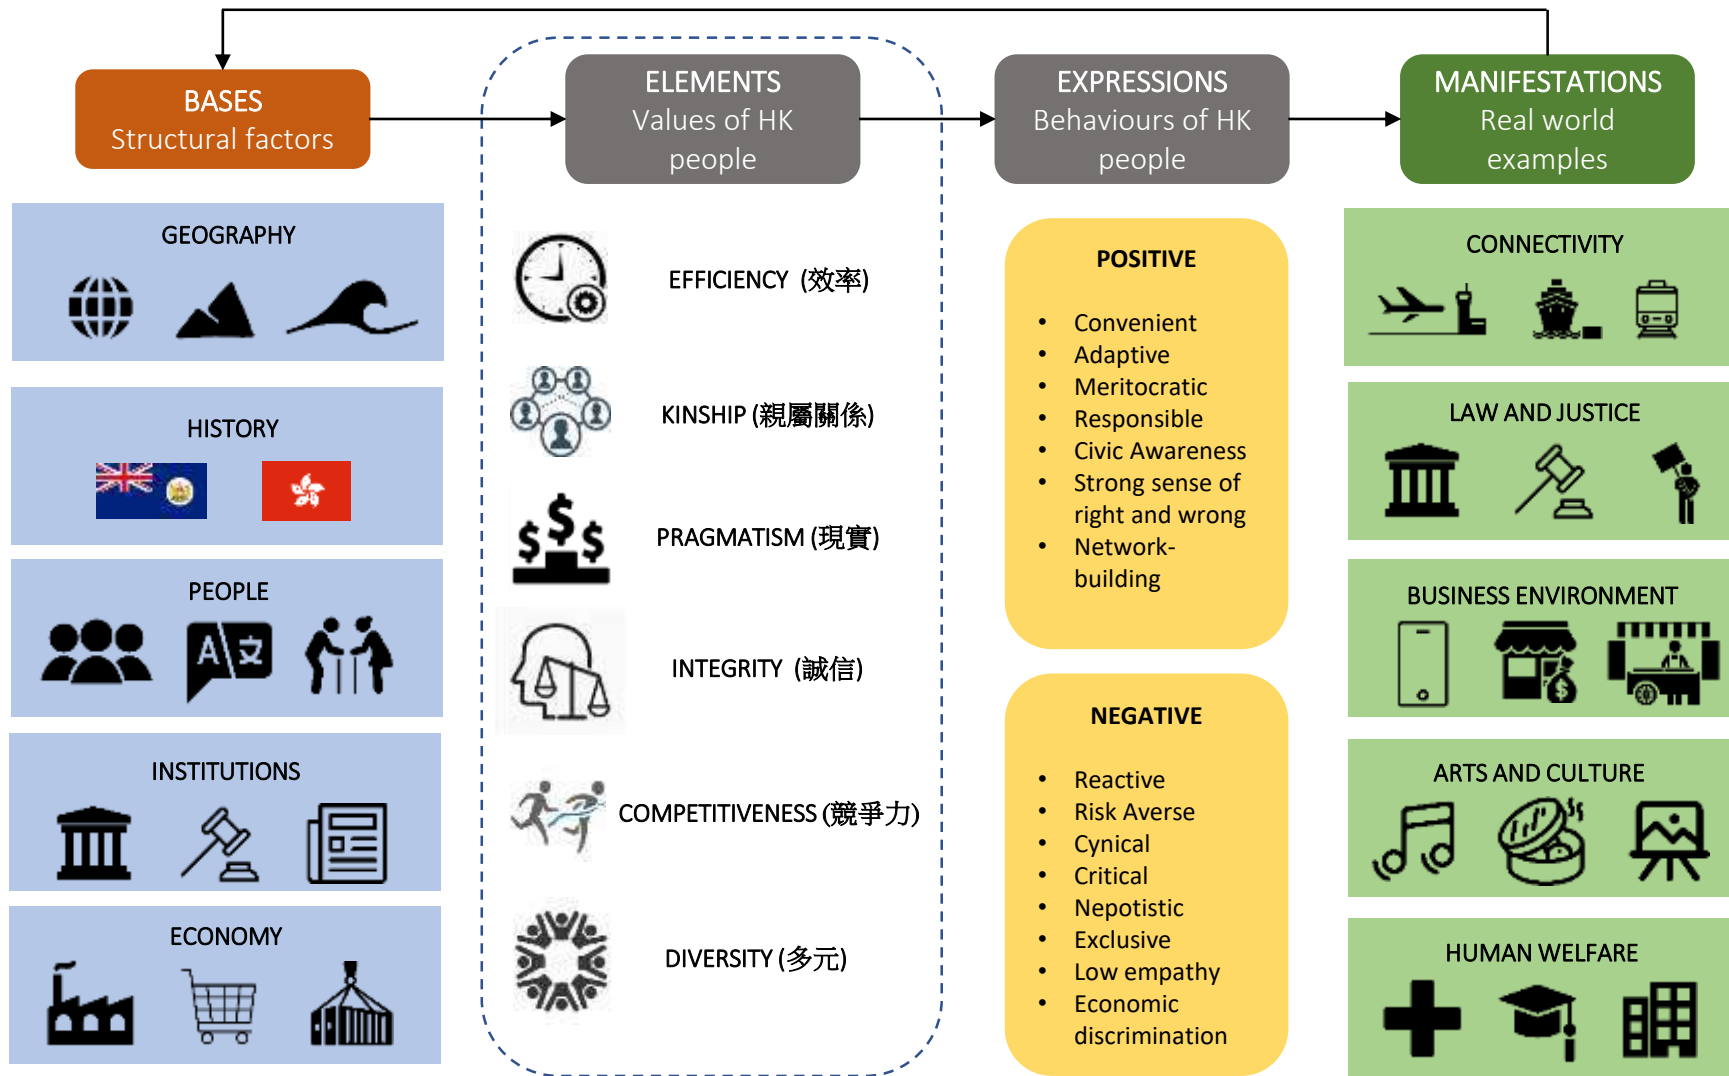 BASES
Structural factors
ELEMENTS
Values of HK
people
EXPRESSIONS
Behaviours of HK
people
MANIFESTATIONS
Real world
examples
GEOGRAPHY
HISTORY
PEOPLE
A 文
INSTITUTIONS
ECONOMY
EFFICIENCY (效率)
KINSHIP (親屬關係)
$ $ $
PRAGMATISM (現實)
INTEGRITY (誠信)
COMPETITIVENESS (競爭力)
DIVERSITY (多元)
POSITIVE
• Convenient
• Adaptive
• Meritocratic
• Responsible
• Civic Awareness
• Strong sense of
right and wrong
• Network-
building
NEGATIVE
• Reactive
• Risk Averse
• Cynical
• Critical
• Nepotistic
• Exclusive
• Low empathy
• Economic
discrimination
CONNECTIVITY
LAW AND JUSTICE
BUSINESS ENVIRONMENT
$
ARTS AND CULTURE
HUMAN WELFARE